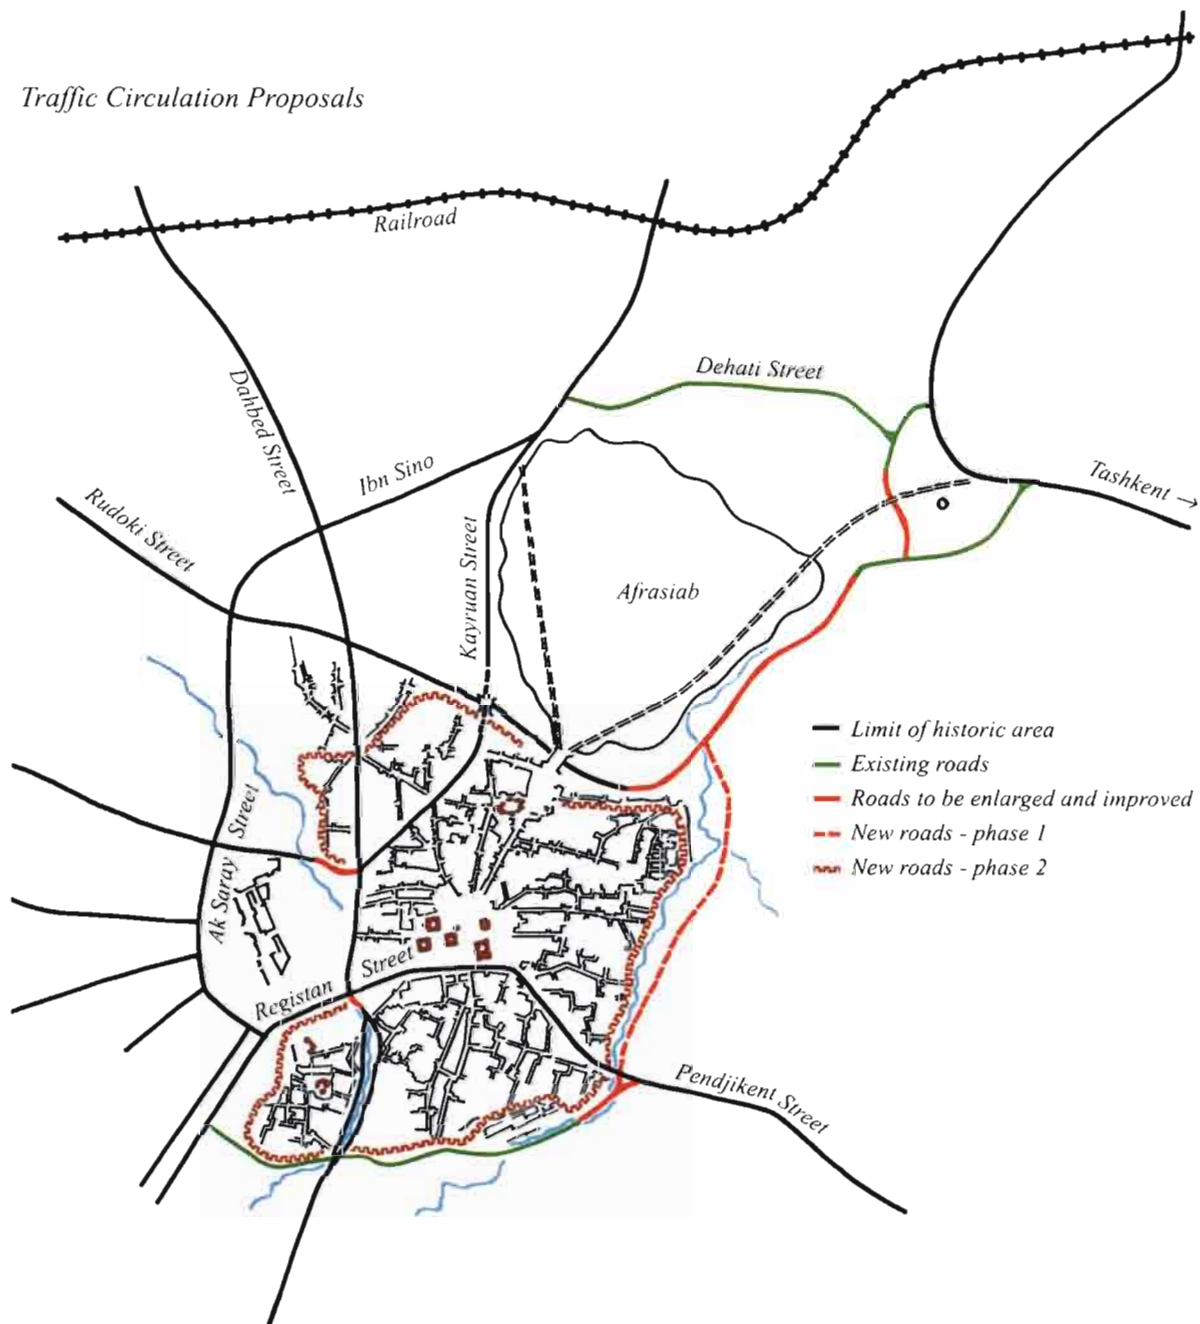 Traffic Circulation Proposals
Railroad
Dehati Street
Dahbed Street
Ibn Sino
Tashkent →
Rudoki Street
Kayruan Street
Afrasiab
Limit of historic area
Existing roads
Roads to be enlarged and improved
New roads - phase 1
New roads - phase 2
Ak Saray Street
Registan Street
Pendjikent Street